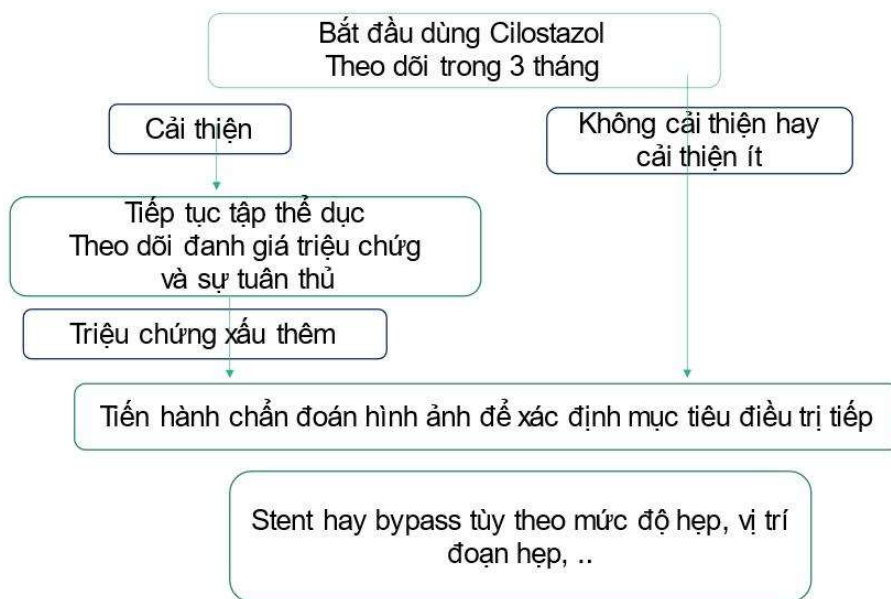 Bắt đầu dùng Cilostazol
Theo dõi trong 3 tháng
Cải thiện
Không cải thiện hay
cải thiện ít
Tiếp tục tập thể dục
Theo dõi đanh giá triệu chứg
và sự tuân thủ
Triệu chứng xấu thêm
Tiến hành chẩn đoán hình ảnh để xác định mục tiêu điều trị tiếp
Stent hay bypass tùy theo mức độ hẹp, vị trí
đoạn hẹp, ..